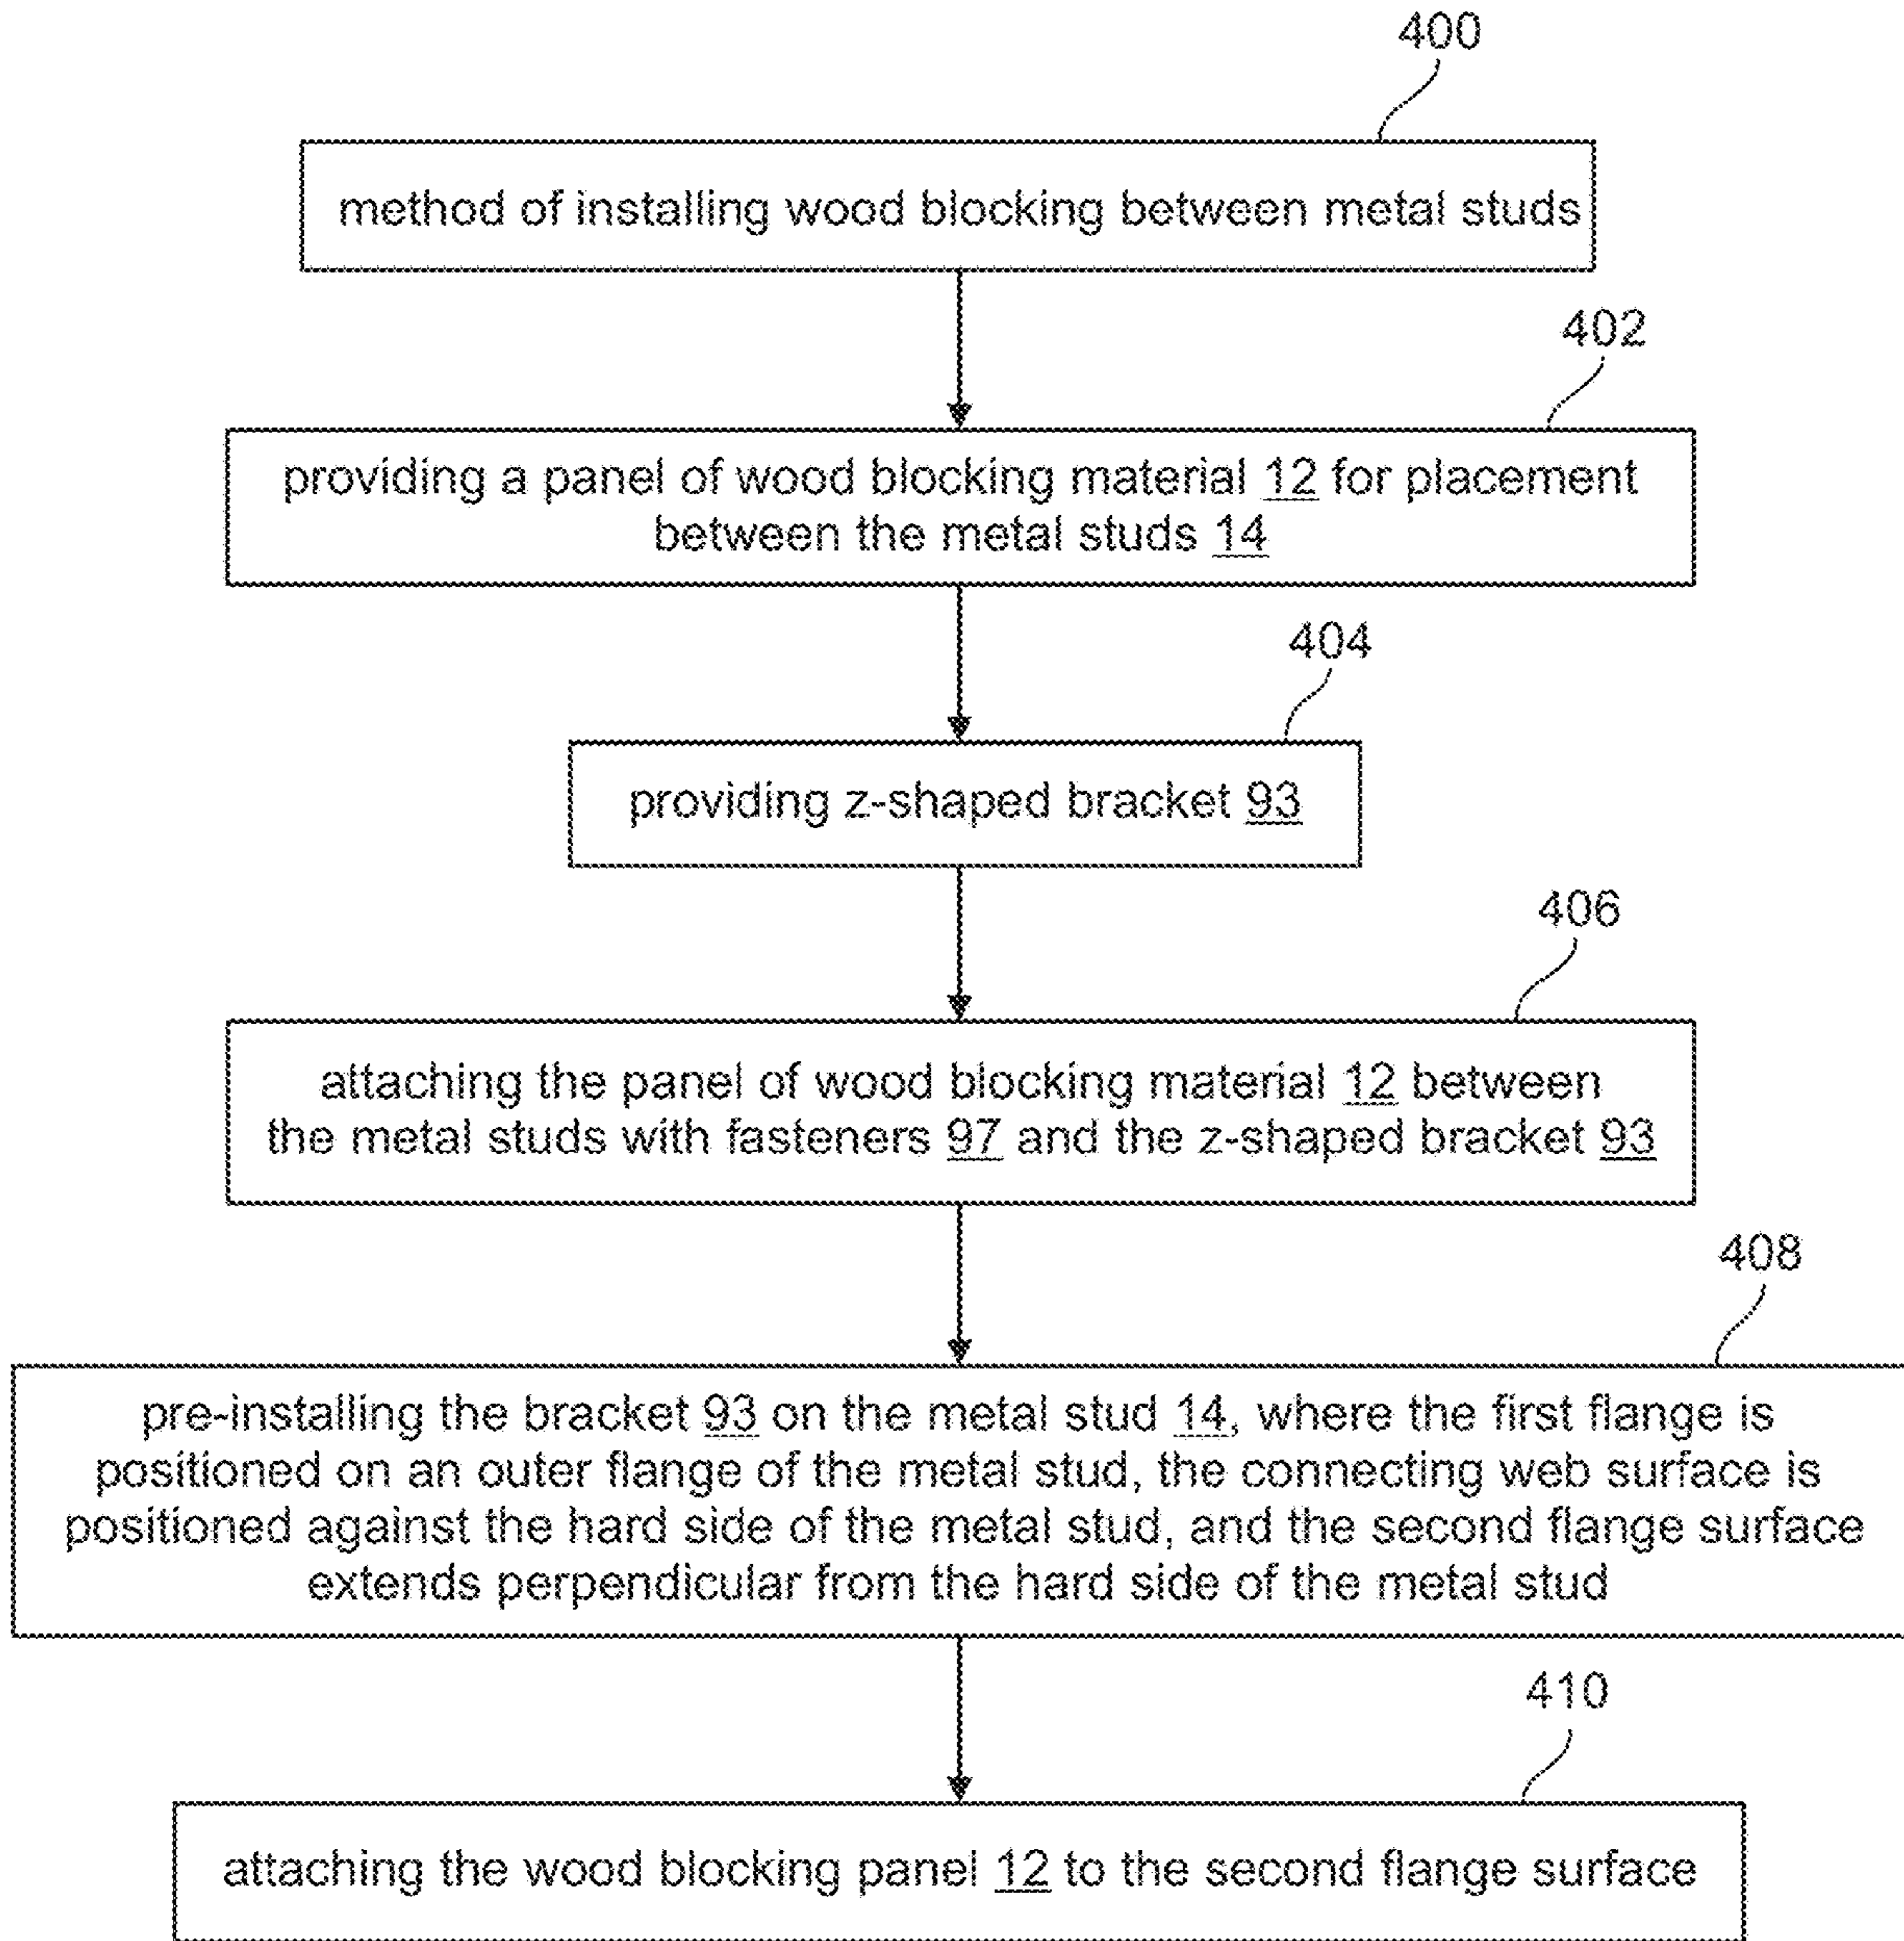 400
method of installing wood blocking between metal studs
402
providing a panel of wood blocking material 12 for placement
between the metal studs 14
404
providing z-shaped bracket 93
406
attaching the panel of wood blocking material 12 between
the metal studs with fasteners 97 and the z-shaped bracket 93
408
pre-installing the bracket 93 on the metal stud 14, where the first flange is
positioned on an outer flange of the metal stud, the connecting web surface is
positioned against the hard side of the metal stud, and the second flange surface
extends perpendicular from the hard side of the metal stud
410
attaching the wood blocking panel 12 to the second flange surface